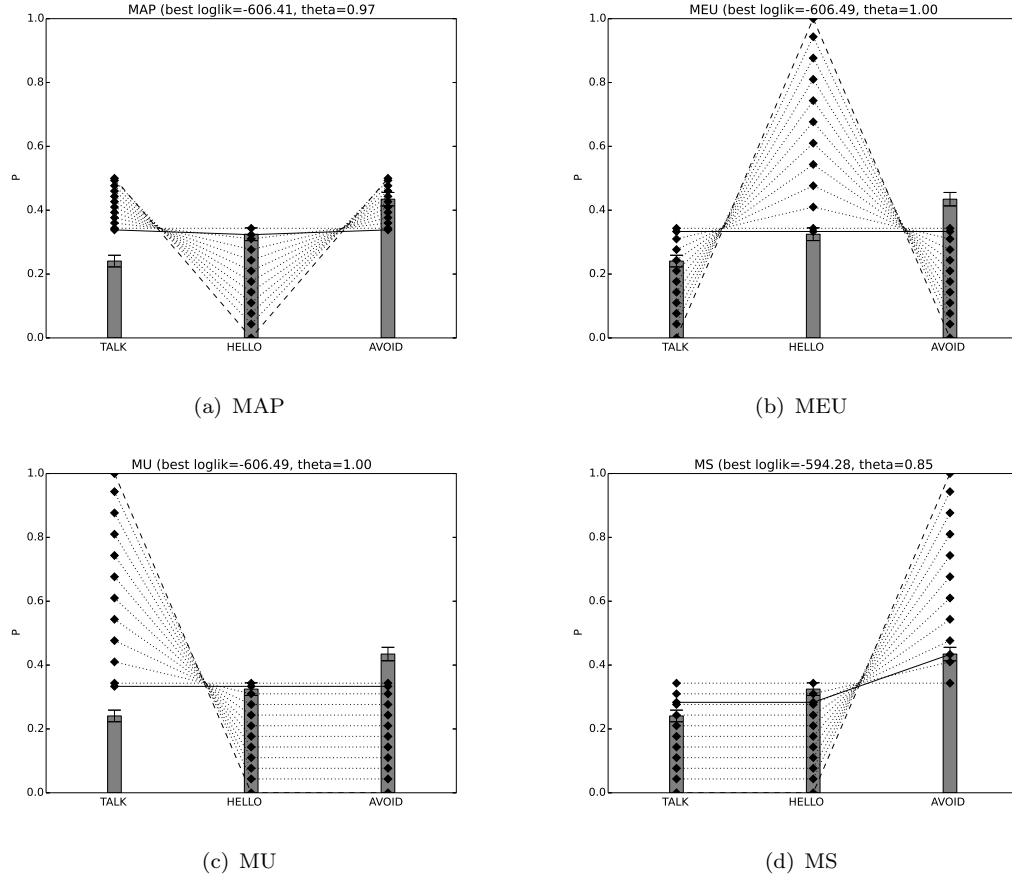 MAP (best loglik=-606.41, theta=0.97
1.0
0.8
0.6
P
0.4
0.2
0.0
TALK HELLO AVOID
(a) MAP
MEU (best loglik=-606.49, theta=1.00
1.0
0.8
0.6
P
0.4
0.2
0.0
TALK HELLO AVOID
(b) MEU
MU (best loglik=-606.49, theta=1.00
1.0
0.8
0.6
P
0.4
0.2
0.0
TALK HELLO AVOID
(c) MU
MS (best loglik=-594.28, theta=0.85
1.0
0.8
0.6
P
0.4
0.2
0.0
TALK HELLO AVOID
(d) MS